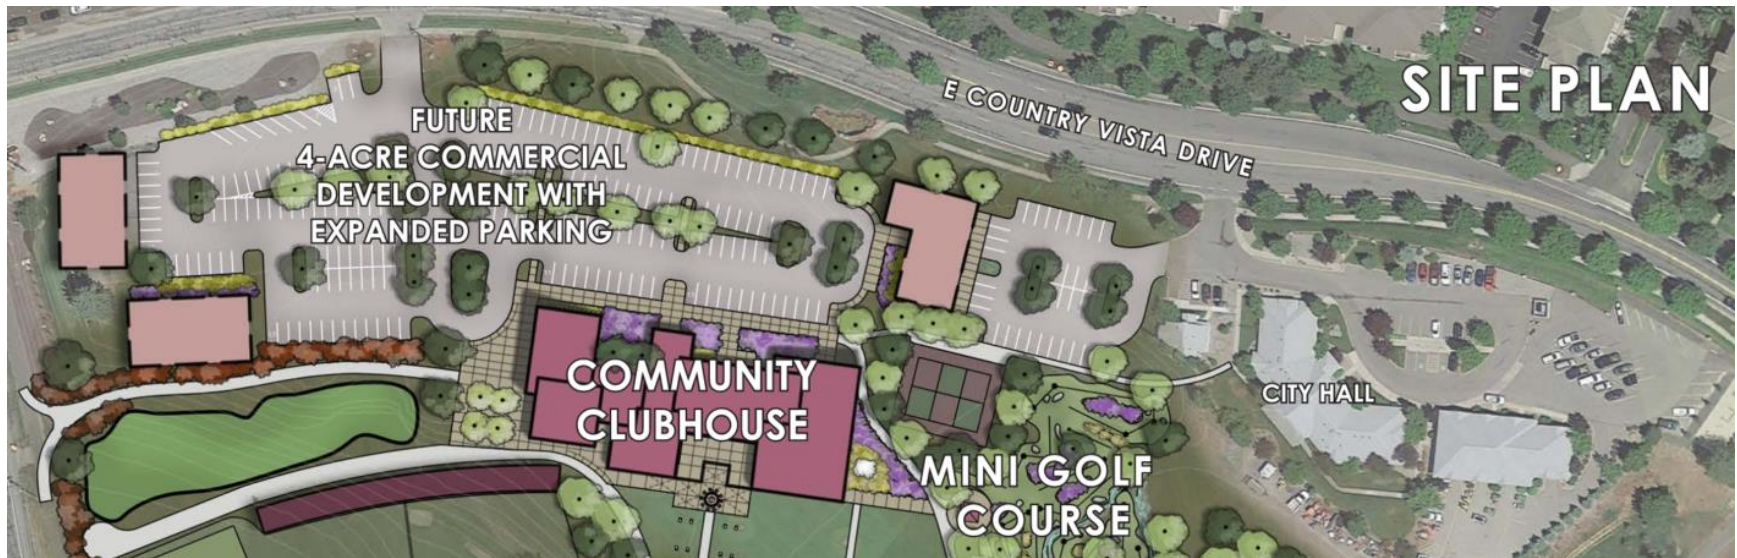 SITE PLAN
E COUNTRY VISTA DRIVE
FUTURE
4-ACRE COMMERCIAL
DEVELOPMENT WITH
EXPANDED PARKING
COMMUNITY
CLUBHOUSE
CITY HALL
MINI GOLF
COURSE